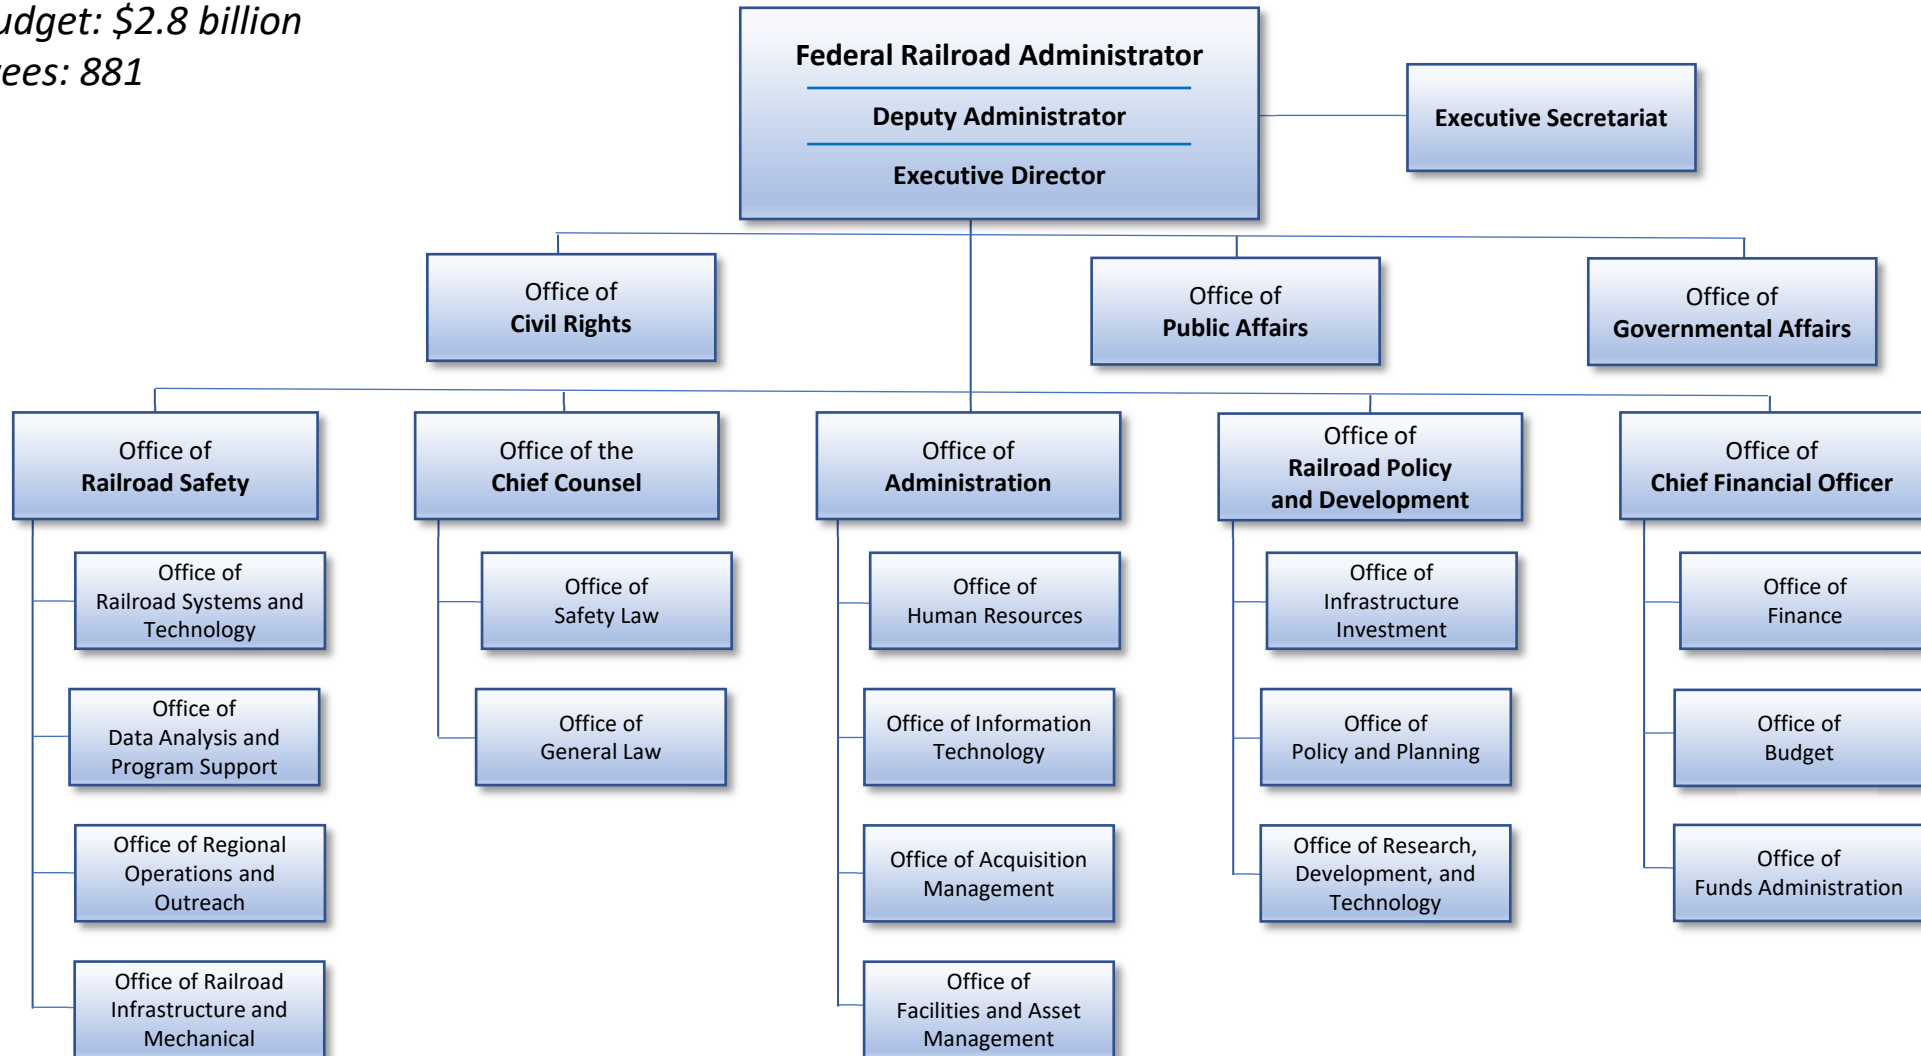 udget: $2.8 billion
ees: 881
Federal Railroad Administrator
Deputy Administrator
Executive Director
Executive Secretariat
Office of
Civil Rights
Office of
Public Affairs
Office of
Governmental Affairs
Office of
Railroad Safety
Office of the
Chief Counsel
Office of
Administration
Office of
Railroad Policy
and Development
Office of
Chief Financial Officer
Office of
Railroad Systems and
Technology
Office of
Data Analysis and
Program Support
Office of Regional
Operations and
Outreach
Office of Railroad
Infrastructure and
Mechanical
Office of
Safety Law
Office of
General Law
Office of
Human Resources
Office of Information
Technology
Office of Acquisition
Management
Office of
Facilities and Asset
Management
Office of
Infrastructure
Investment
Office of
Policy and Planning
Office of Research,
Development, and
Technology
Office of
Finance
Office of
Budget
Office of
Funds Administration